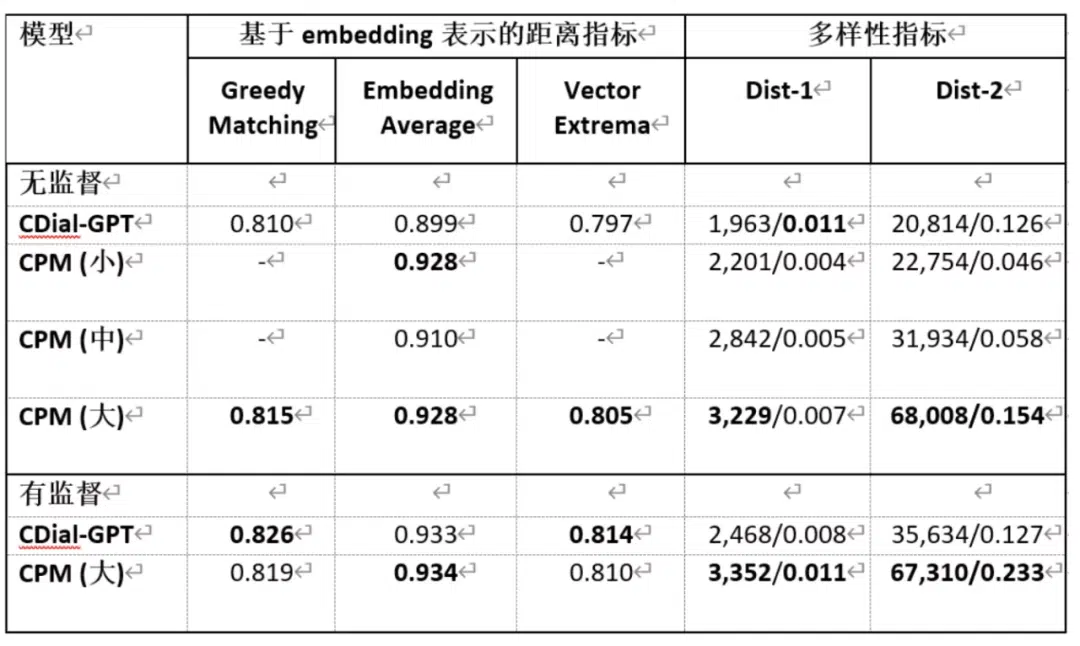 模型 基于 embedding 表示的距离指标 多样性指标
Greedy Matching Embedding Average Vector Extrema Dist-1 Dist-2
无监督
CDial-GPT 0.810 0.899 0.797 1,963/0.011 20,814/0.126
CPM (小) - 0.928 - 2,201/0.004 22,754/0.046
CPM (中) - 0.910 - 2,842/0.005 31,934/0.058
CPM (大) 0.815 0.928 0.805 3,229/0.007 68,008/0.154
有监督
CDial-GPT 0.826 0.933 0.814 2,468/0.008 35,634/0.127
CPM (大) 0.819 0.934 0.810 3,352/0.011 67,310/0.233